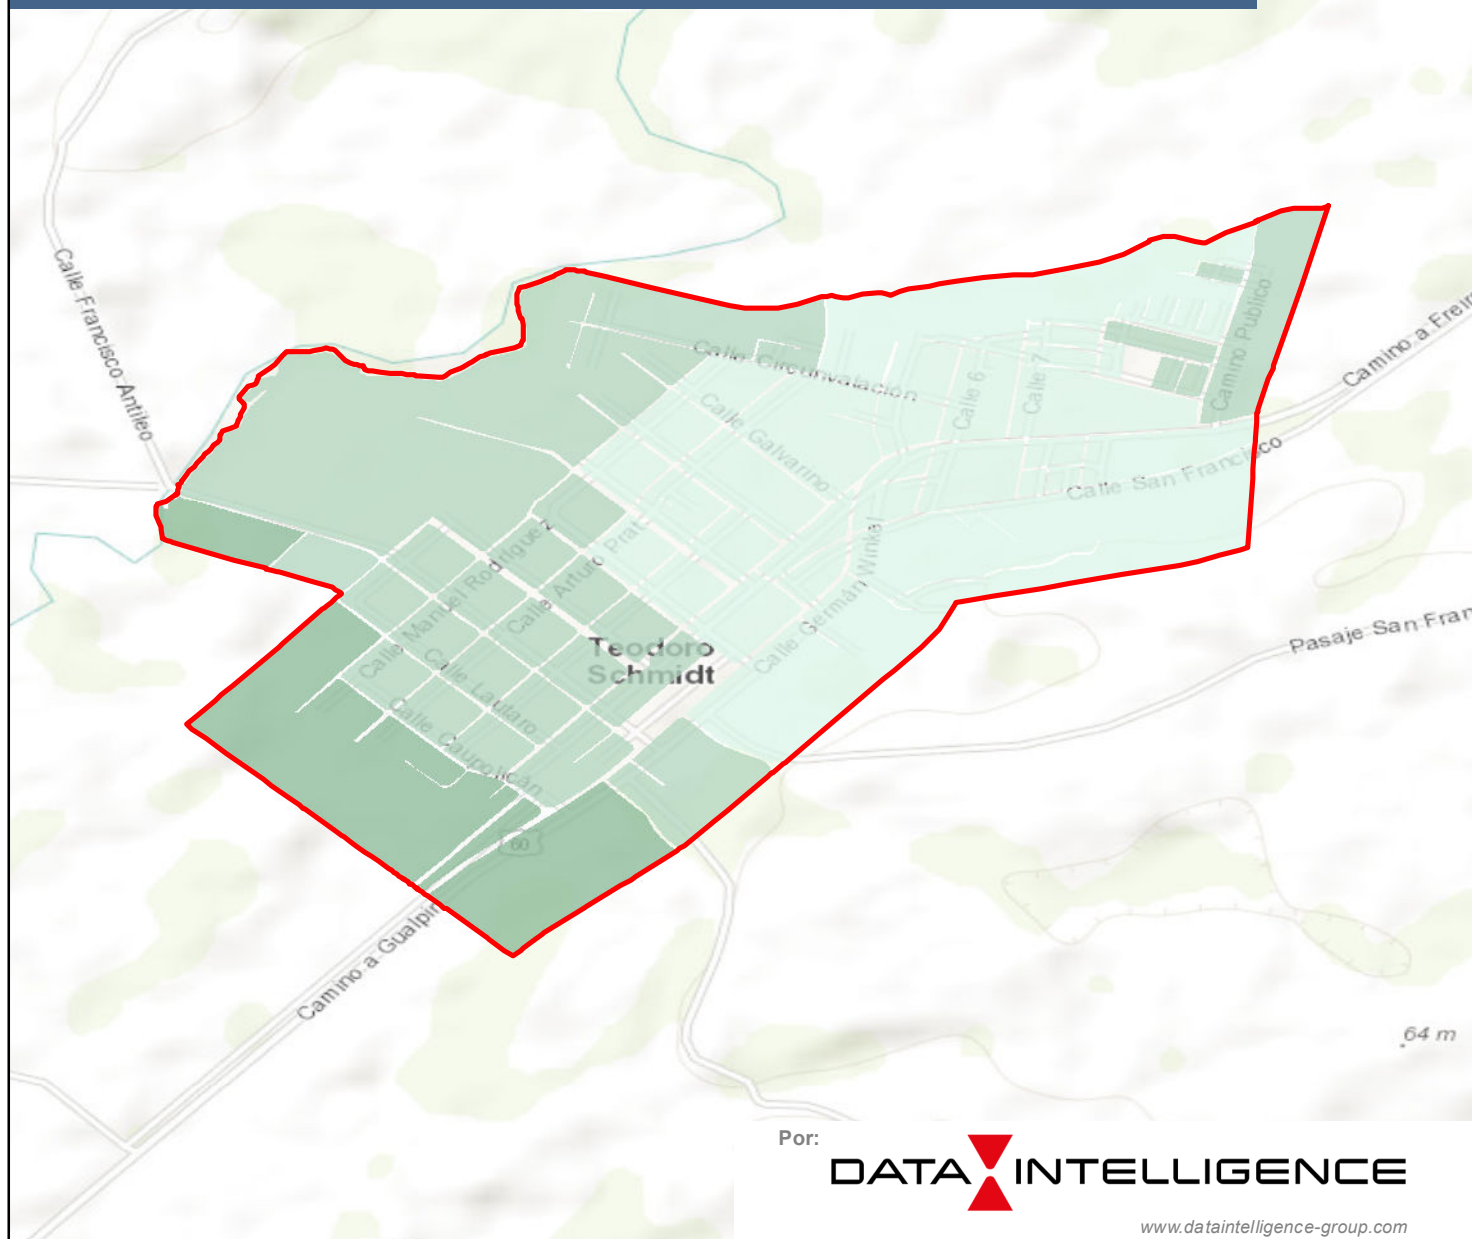 Calle Francisco Antileo
Calle Circunvalación
Calle Galvarino
Calle 6
Calle 7
Camino Público
Camino a Freir
Calle San Francisco
Calle Manuel Rodríguez
Calle Arturo Prat
Calle Germán Winkel
Teodoro
Schmidt
Calle Lautaro
Calle Caupolicán
Pasaje San Fran
60
Camino a Gualpin
64 m
Por:
DATA INTELLIGENCE
www.dataintelligence-group.com